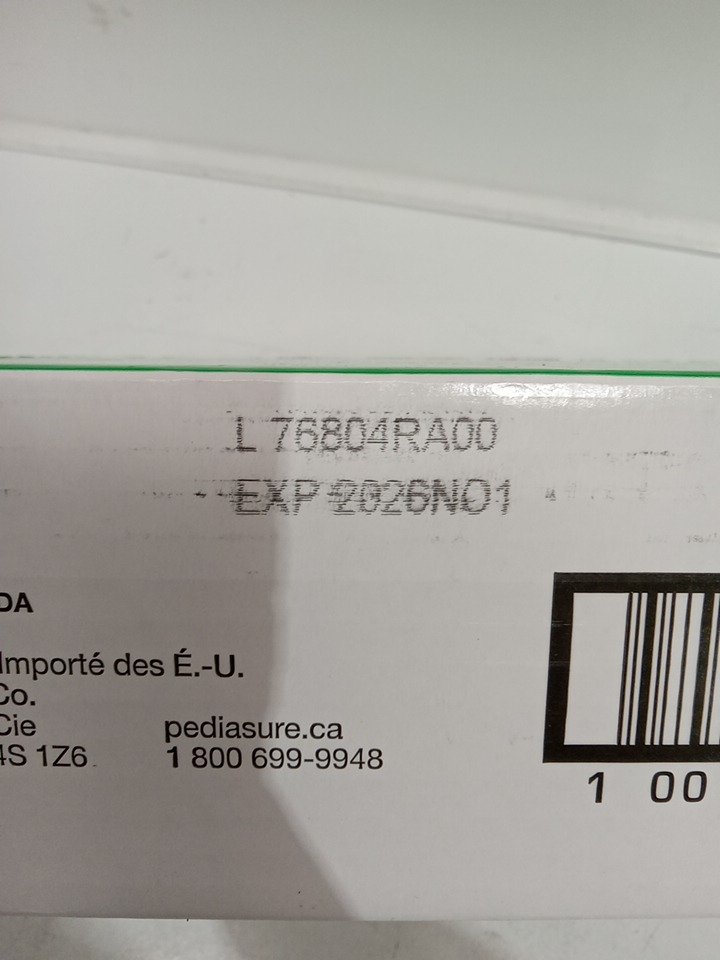 L 76804RA00
EXP 2026NO1
DA
Importé des É.-U.
Co.
Cie
4S 1Z6
pediasure.ca
1 800 699-9948
1 00